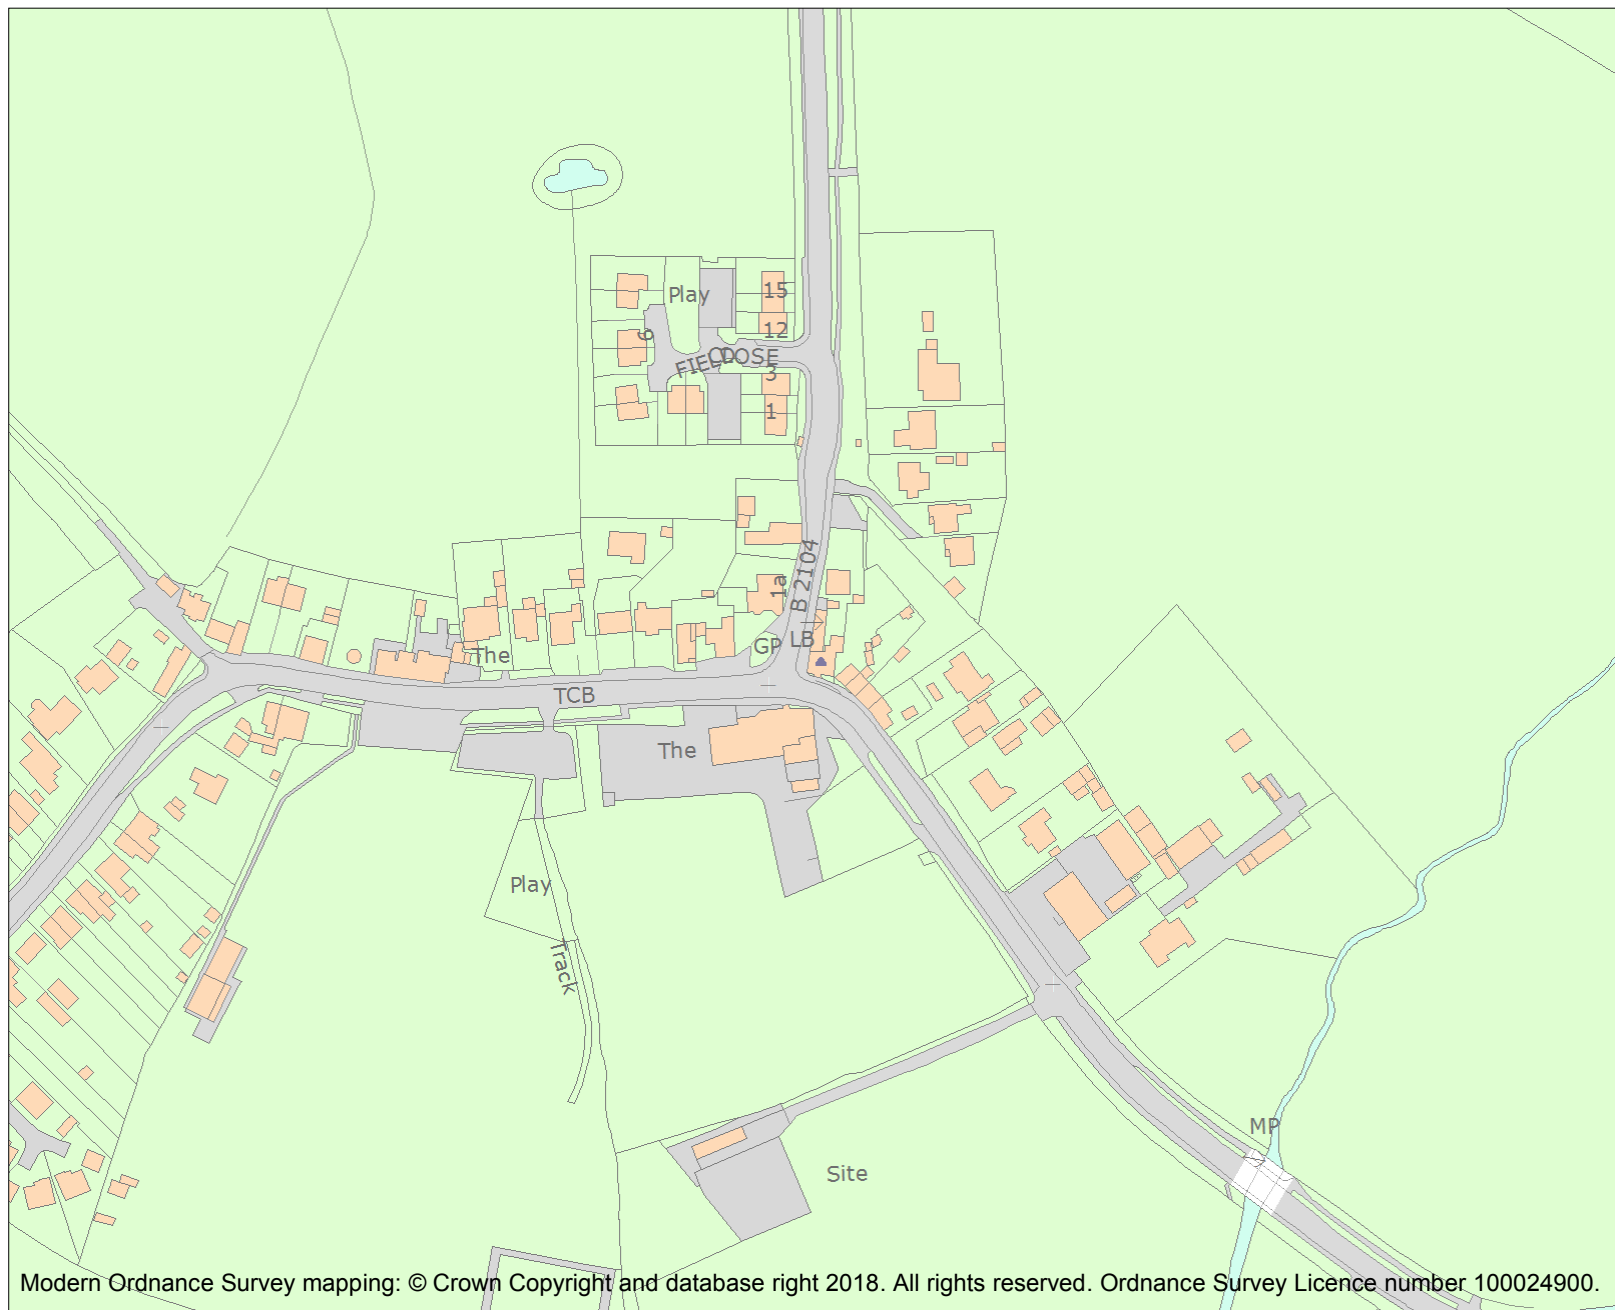 Play
15
12
9
FIELD
CLOSE
3
1
B 2104
1a
GP
LB
The
TCB
The
Play
Track
MP
Site
Modern Ordnance Survey mapping: © Crown Copyright and database right 2018. All rights reserved. Ordnance Survey Licence number 100024900.